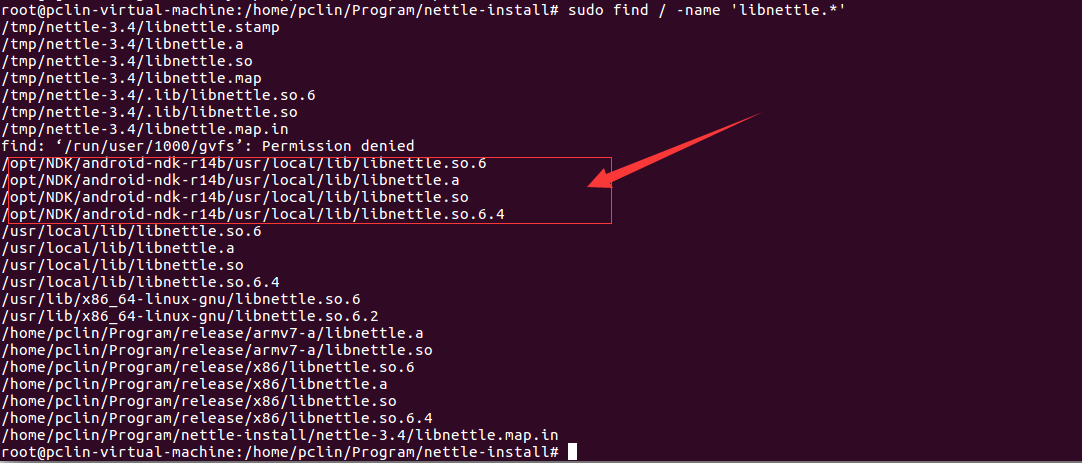 root@pclin-virtual-machine:/home/pclin/Program/nettle-install# sudo find / -name 'libnettle.*'
/tmp/nettle-3.4/libnettle.stamp
/tmp/nettle-3.4/libnettle.a
/tmp/nettle-3.4/libnettle.so
/tmp/nettle-3.4/libnettle.map
/tmp/nettle-3.4/.lib/libnettle.so.6
/tmp/nettle-3.4/.lib/libnettle.so
/tmp/nettle-3.4/libnettle.map.in
find: ‘/run/user/1000/gvfs’: Permission denied
/opt/NDK/android-ndk-r14b/usr/local/lib/libnettle.so.6
/opt/NDK/android-ndk-r14b/usr/local/lib/libnettle.a
/opt/NDK/android-ndk-r14b/usr/local/lib/libnettle.so
/opt/NDK/android-ndk-r14b/usr/local/lib/libnettle.so.6.4
/usr/local/lib/libnettle.so.6
/usr/local/lib/libnettle.a
/usr/local/lib/libnettle.so
/usr/local/lib/libnettle.so.6.4
/usr/lib/x86_64-linux-gnu/libnettle.so.6
/usr/lib/x86_64-linux-gnu/libnettle.so.6.2
/home/pclin/Program/release/armv7-a/libnettle.a
/home/pclin/Program/release/armv7-a/libnettle.so
/home/pclin/Program/release/x86/libnettle.so.6
/home/pclin/Program/release/x86/libnettle.a
/home/pclin/Program/release/x86/libnettle.so
/home/pclin/Program/release/x86/libnettle.so.6.4
/home/pclin/Program/nettle-install/nettle-3.4/libnettle.map.in
root@pclin-virtual-machine:/home/pclin/Program/nettle-install#